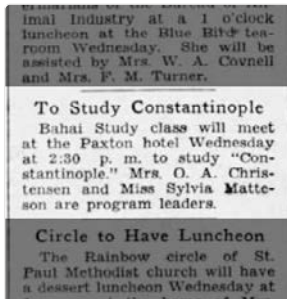 imal Industry at a 1 o'clock
luncheon at the Blue Bird tea-
room Wednesday. She will be
assisted by Mrs. W. A. Covnell
and Mrs. F. M. Turner.
To Study Constantinople
Bahai Study class will meet
at the Paxton hotel Wednesday
at 2:30 p. m. to study "Con-
stantinople." Mrs. O. A. Chris-
tensen and Miss Sylvia Matte-
son are program leaders.
Circle to Have Luncheon
The Rainbow circle of St.
Paul Methodist church will have
a dessert luncheon Wednesday at